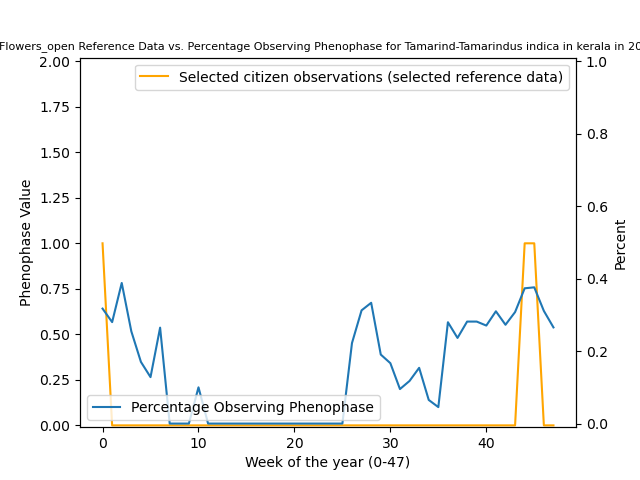 Flowers_open Reference Data vs. Percentage Observing Phenophase for Tamarind-Tamarindus indica in kerala in 20
Selected citizen observations (selected reference data)
Percentage Observing Phenophase
Phenophase Value
2.00
1.75
1.50
1.25
1.00
0.75
0.50
0.25
0.00
Percent
1.0
0.8
0.6
0.4
0.2
0.0
0 10 20 30 40
Week of the year (0-47)